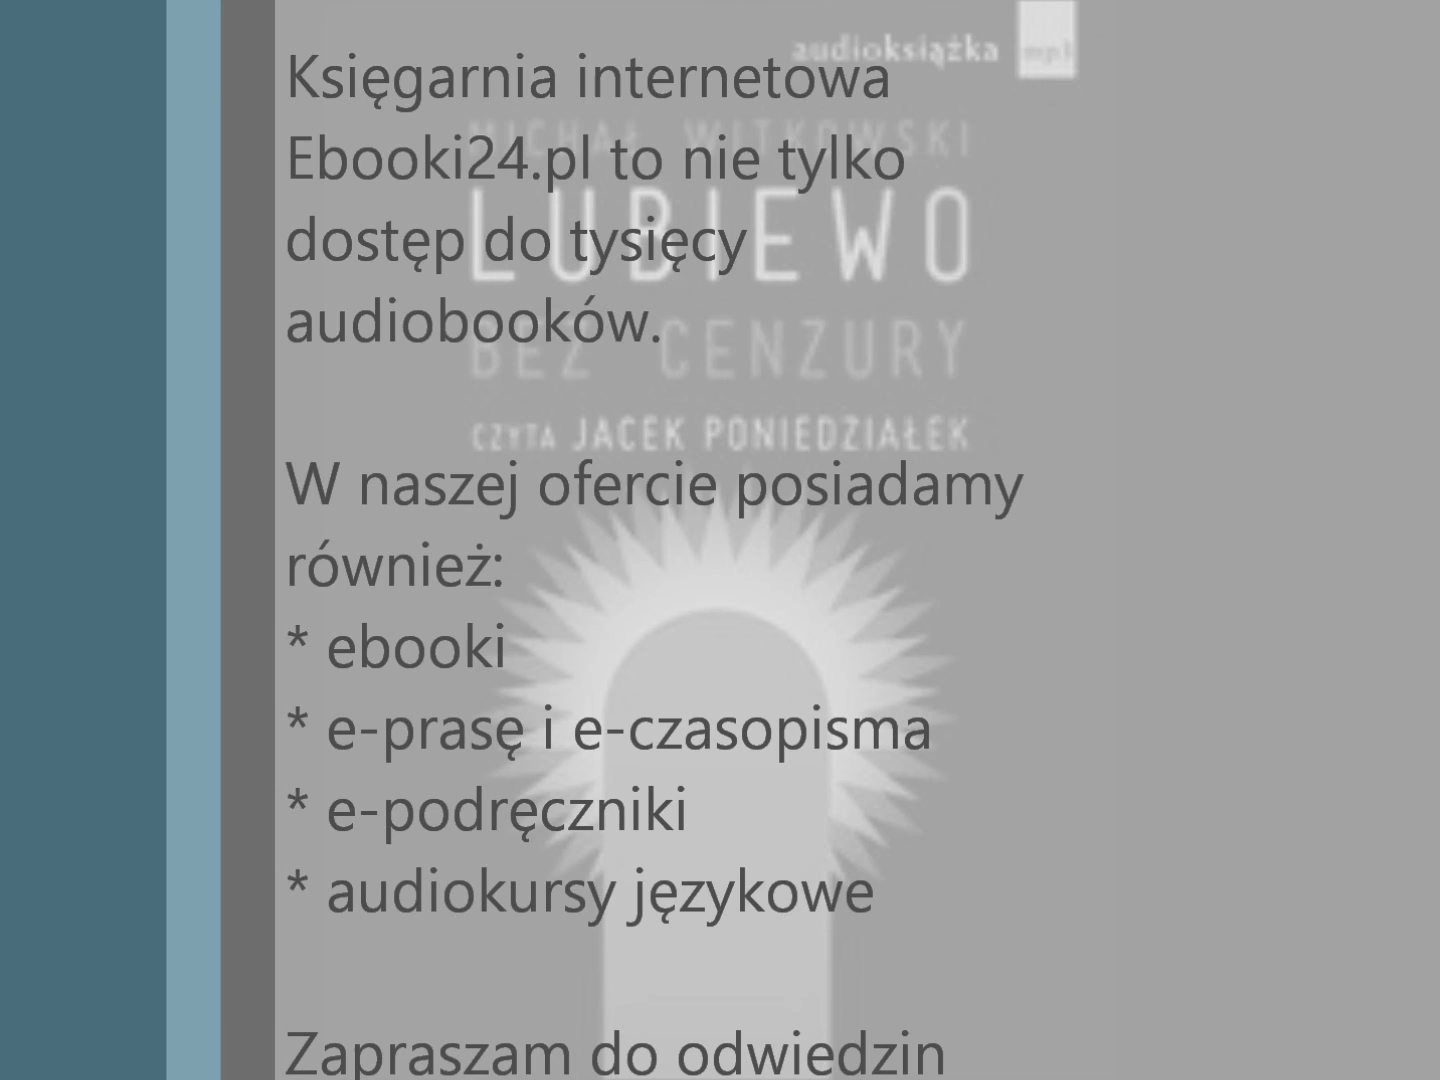 audioksiążka mp3
Księgarnia internetowa
MICHAŁ WITKOWSKI
Ebooki24.pl to nie tylko
LUBIEWO
dostęp do tysięcy
audiobooków.
BEZ CENZURY
CZYTA JACEK PONIEDZIAŁEK
W naszej ofercie posiadamy
również:
* ebooki
* e-prasę i e-czasopisma
* e-podręczniki
* audiokursy językowe
Zapraszam do odwiedzin